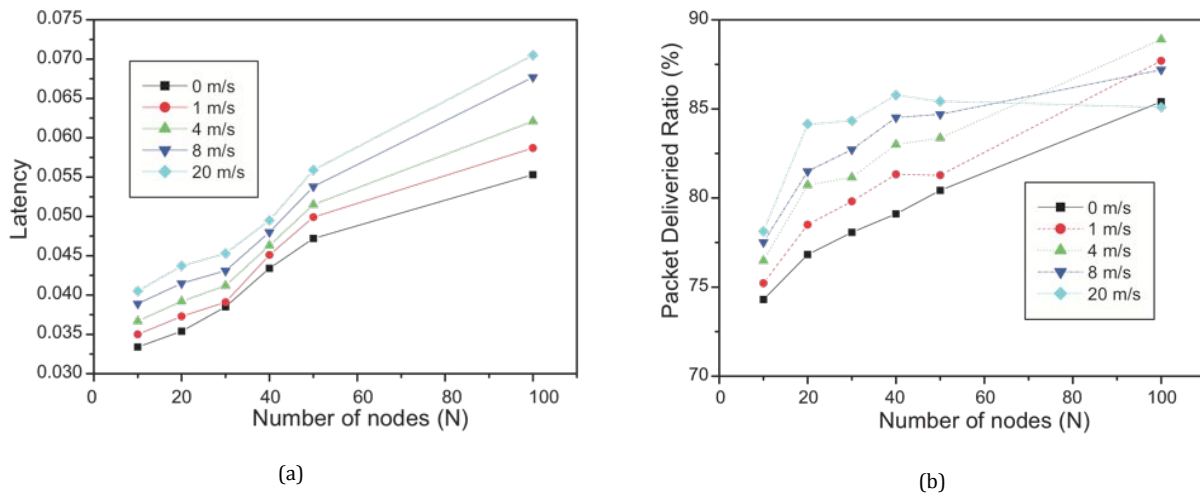 0.075
0.070
0.065
0.060
0.055
0.050
0.045
0.040
0.035
0.030
Latency
0 m/s
1 m/s
4 m/s
8 m/s
20 m/s
0
20
40
60
80
100
Number of nodes (N)
(a)
90
85
80
75
70
Packet Deliveried Ratio (%)
0 m/s
1 m/s
4 m/s
8 m/s
20 m/s
0
20
40
60
80
100
Number of nodes (N)
(b)